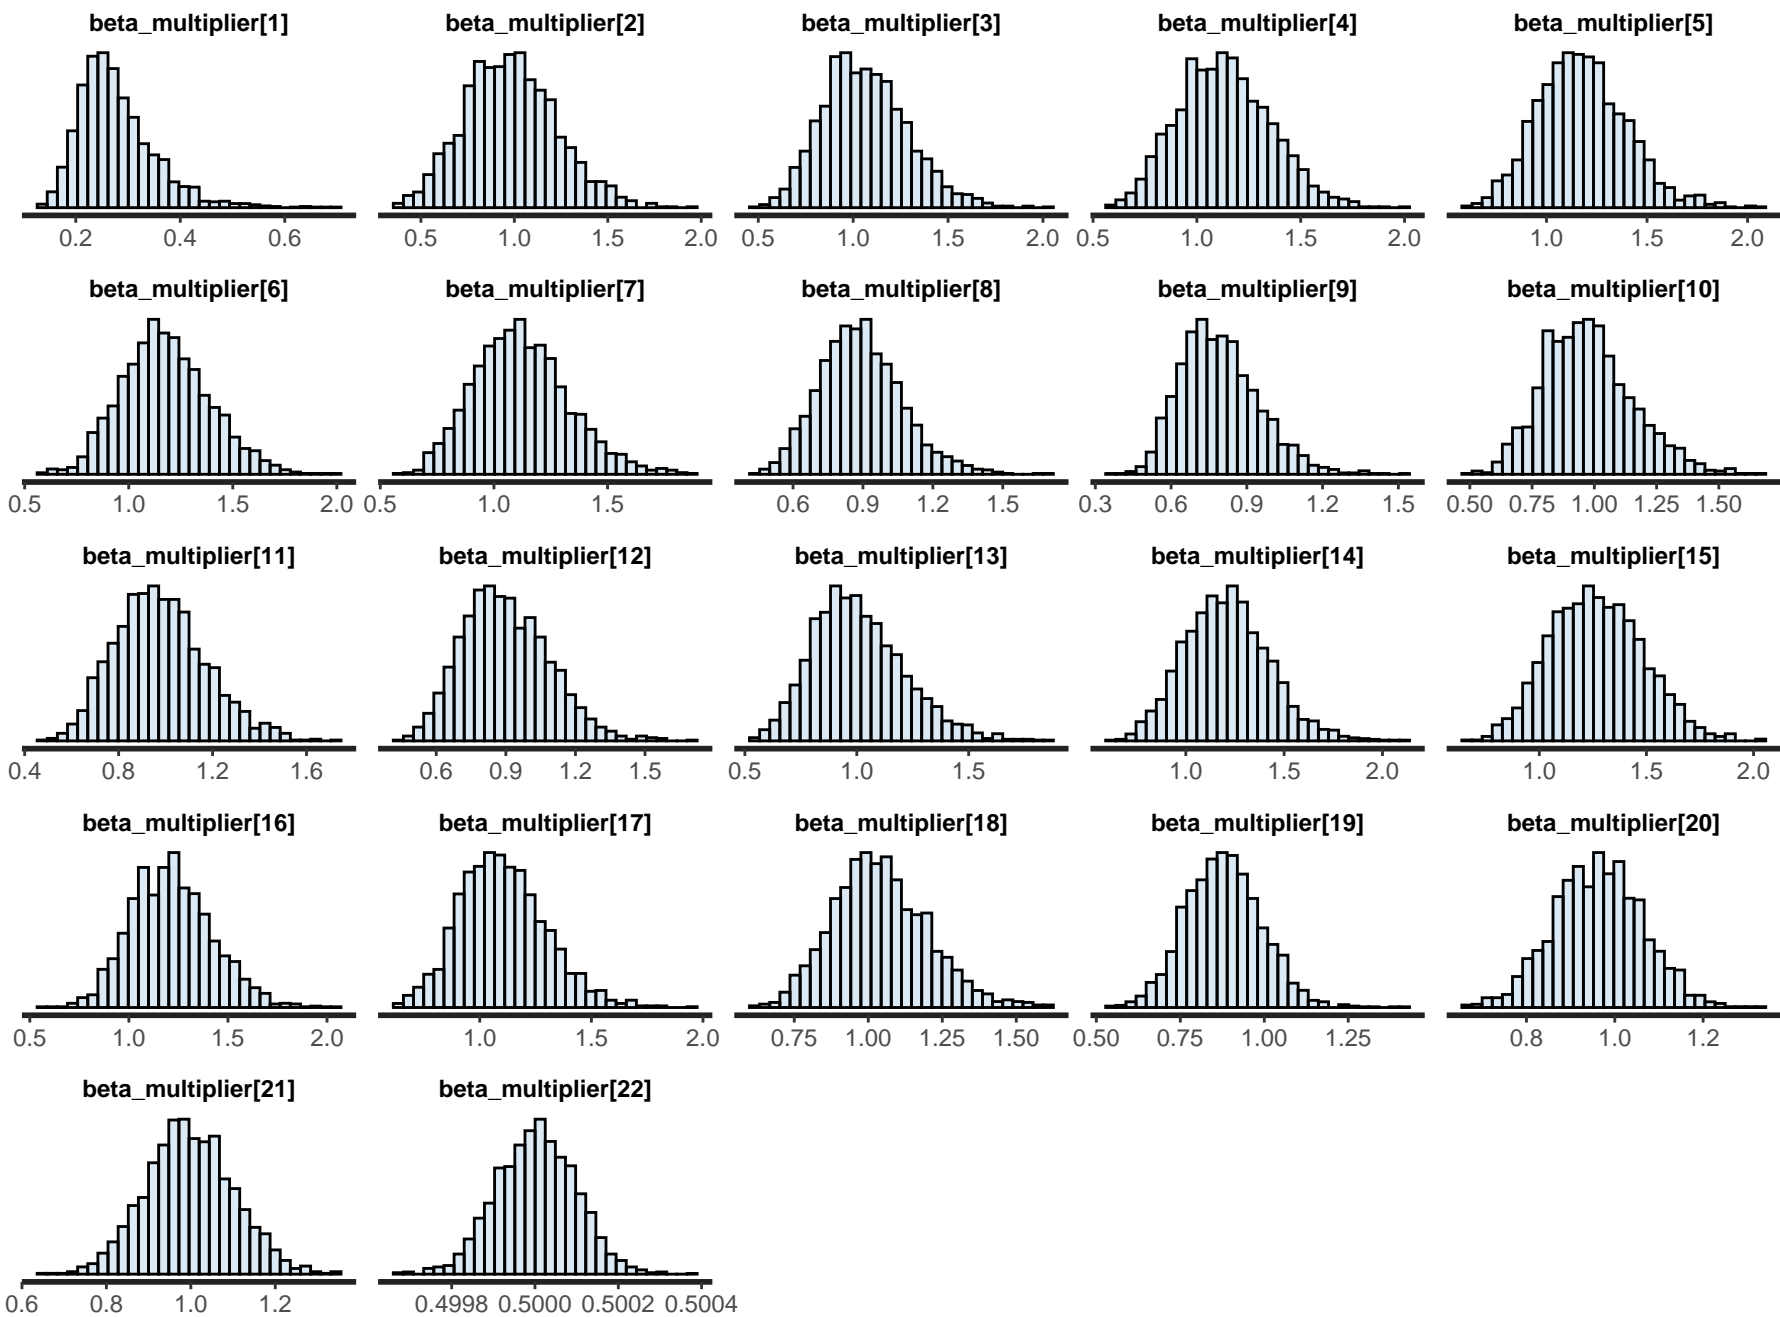 beta_multiplier[1] beta_multiplier[2] beta_multiplier[3] beta_multiplier[4] beta_multiplier[5]
0.2 0.4 0.6 0.5 1.0 1.5 2.0 0.5 1.0 1.5 2.0 0.5 1.0 1.5 2.0 1.0 1.5 2.0
beta_multiplier[6] beta_multiplier[7] beta_multiplier[8] beta_multiplier[9] beta_multiplier[10]
0.5 1.0 1.5 2.0 0.5 1.0 1.5 0.6 0.9 1.2 1.5 0.3 0.6 0.9 1.2 1.5 0.50 0.75 1.00 1.25 1.50
beta_multiplier[11] beta_multiplier[12] beta_multiplier[13] beta_multiplier[14] beta_multiplier[15]
0.4 0.8 1.2 1.6 0.6 0.9 1.2 1.5 0.5 1.0 1.5 1.0 1.5 2.0 1.0 1.5 2.0
beta_multiplier[16] beta_multiplier[17] beta_multiplier[18] beta_multiplier[19] beta_multiplier[20]
0.5 1.0 1.5 2.0 1.0 1.5 2.0 0.75 1.00 1.25 1.50 0.50 0.75 1.00 1.25 0.8 1.0 1.2
beta_multiplier[21] beta_multiplier[22]
0.6 0.8 1.0 1.2 0.4998 0.5000 0.5002 0.5004